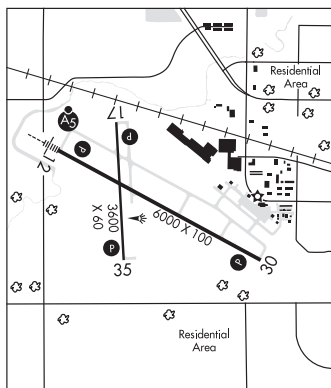 Residential
Area
A5
17
P
P
12
3600
X 60
6000 X 100
P
P
35
30
Residential
Area